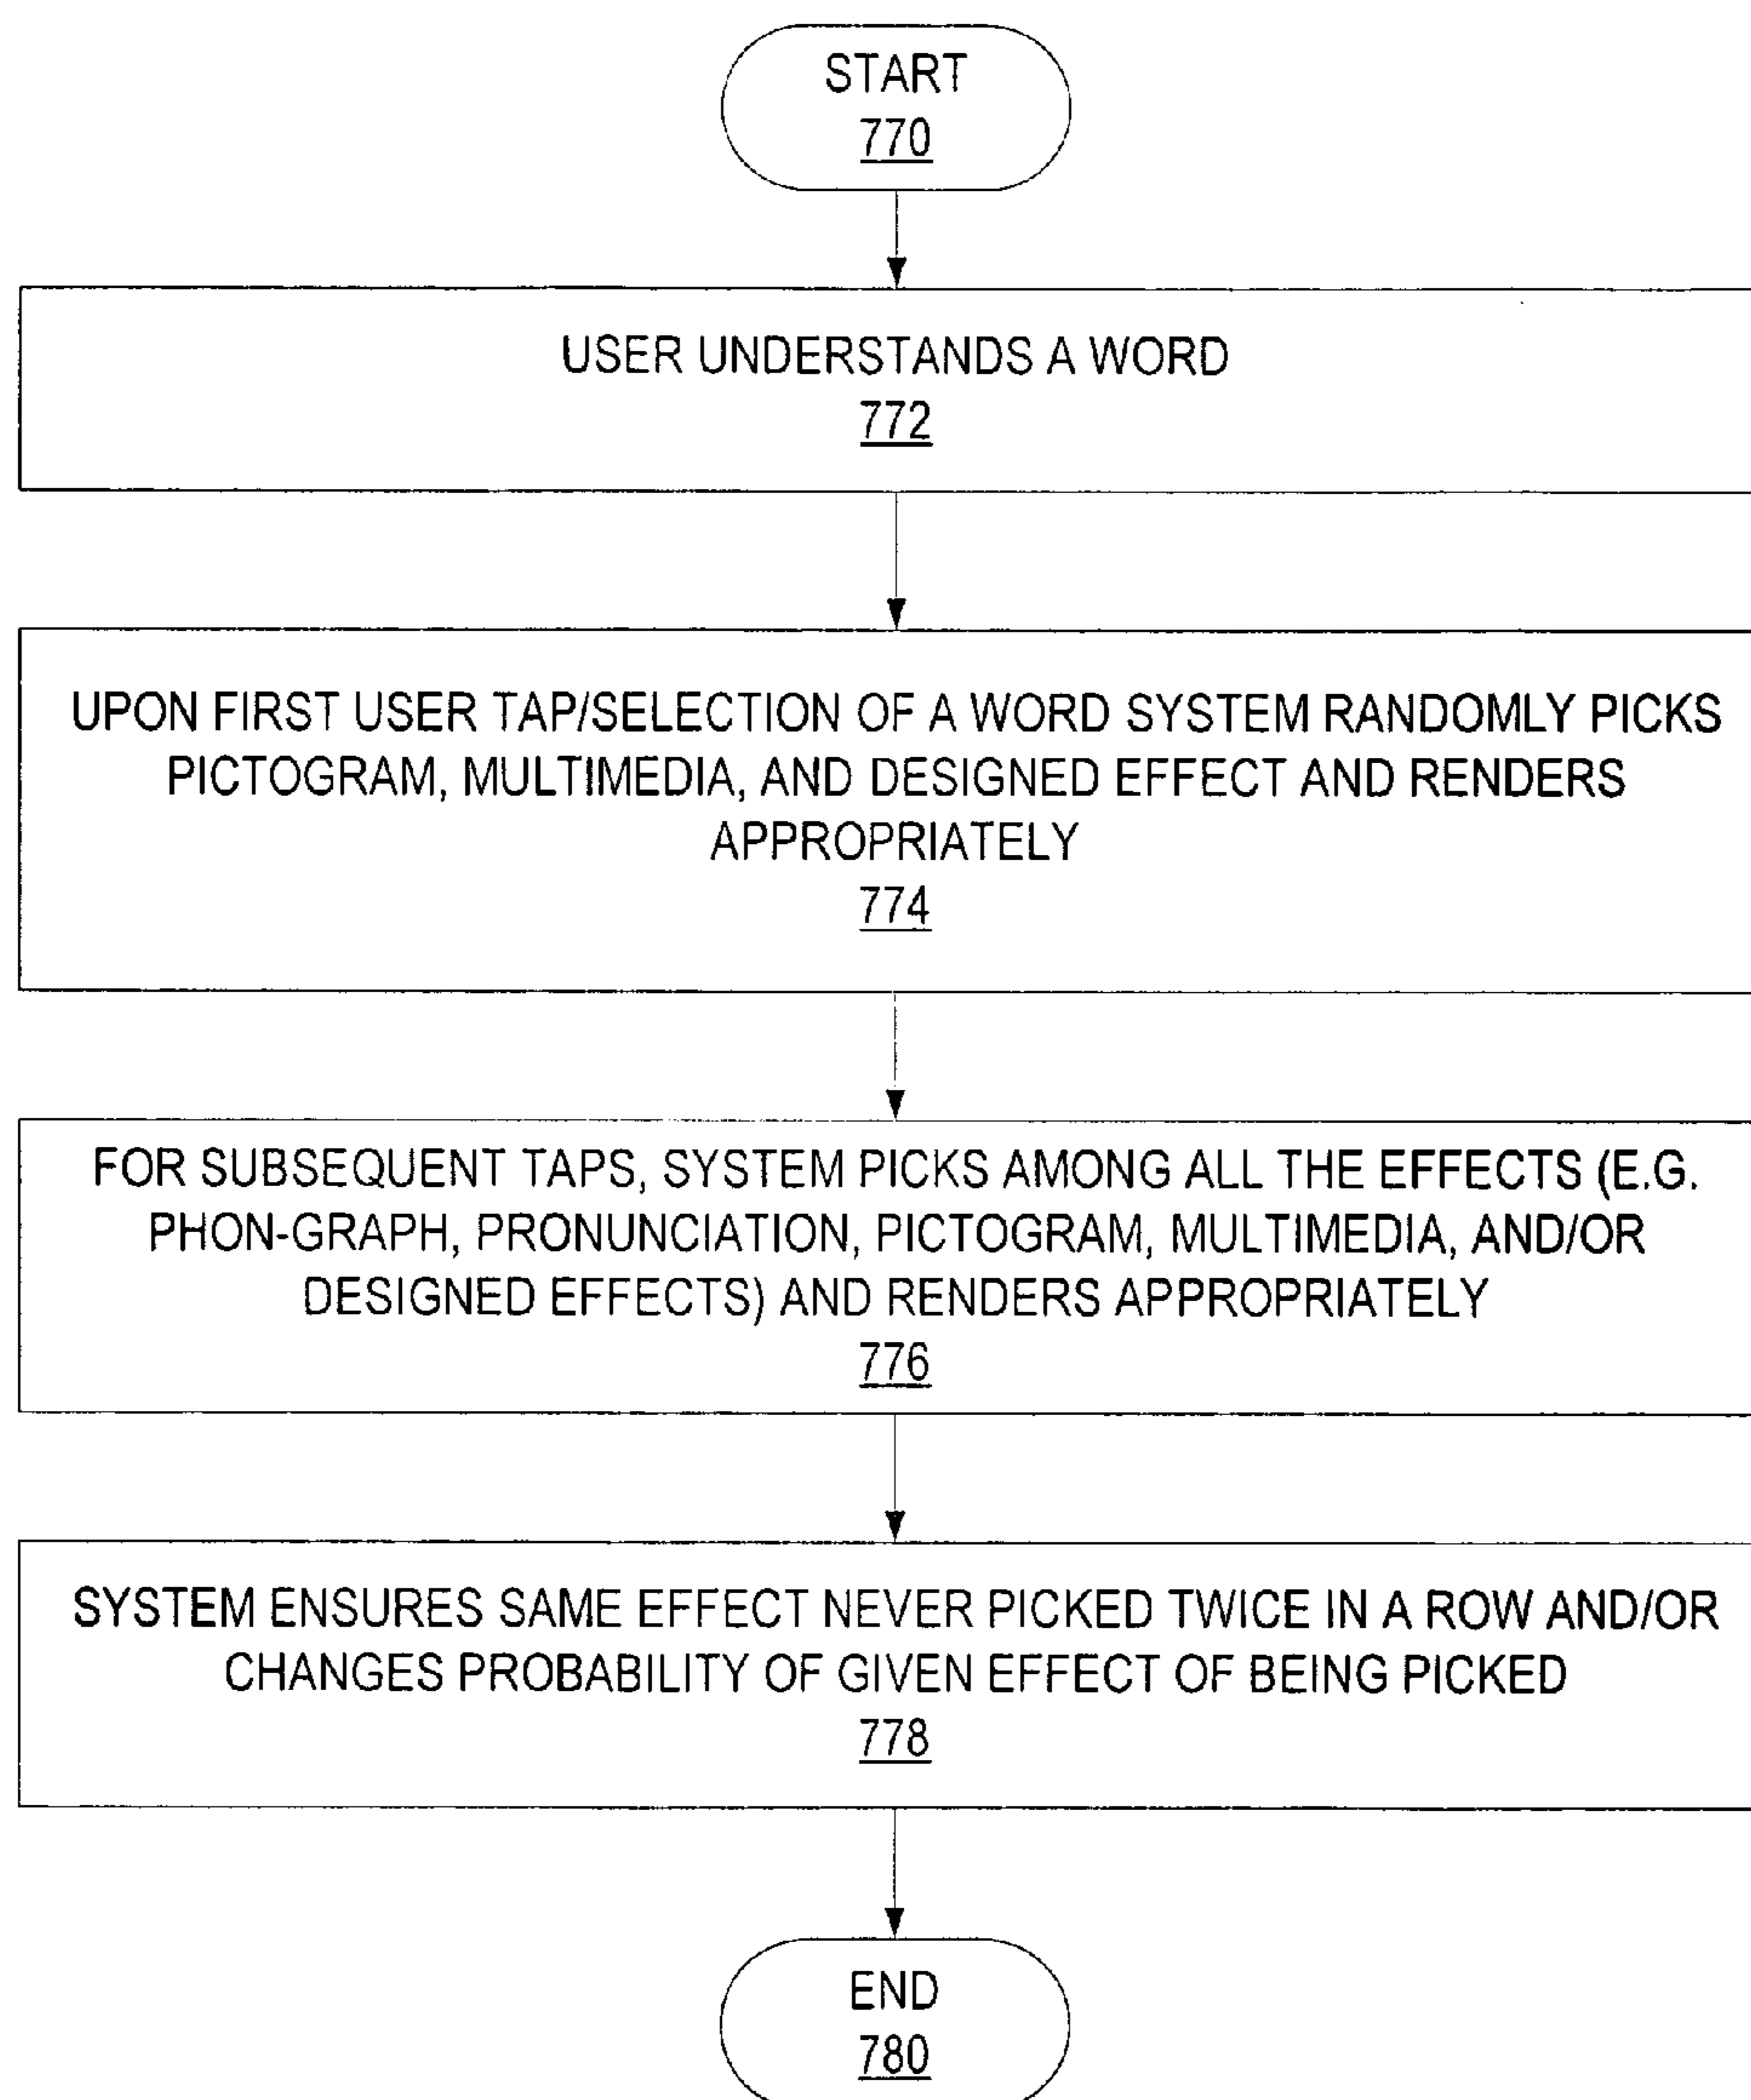 START
770
USER UNDERSTANDS A WORD
772
UPON FIRST USER TAP/SELECTION OF A WORD SYSTEM RANDOMLY PICKS
PICTOGRAM, MULTIMEDIA, AND DESIGNED EFFECT AND RENDERS
APPROPRIATELY
774
FOR SUBSEQUENT TAPS, SYSTEM PICKS AMONG ALL THE EFFECTS (E.G.
PHON-GRAPH, PRONUNCIATION, PICTOGRAM, MULTIMEDIA, AND/OR
DESIGNED EFFECTS) AND RENDERS APPROPRIATELY
776
SYSTEM ENSURES SAME EFFECT NEVER PICKED TWICE IN A ROW AND/OR
CHANGES PROBABILITY OF GIVEN EFFECT OF BEING PICKED
778
END
780